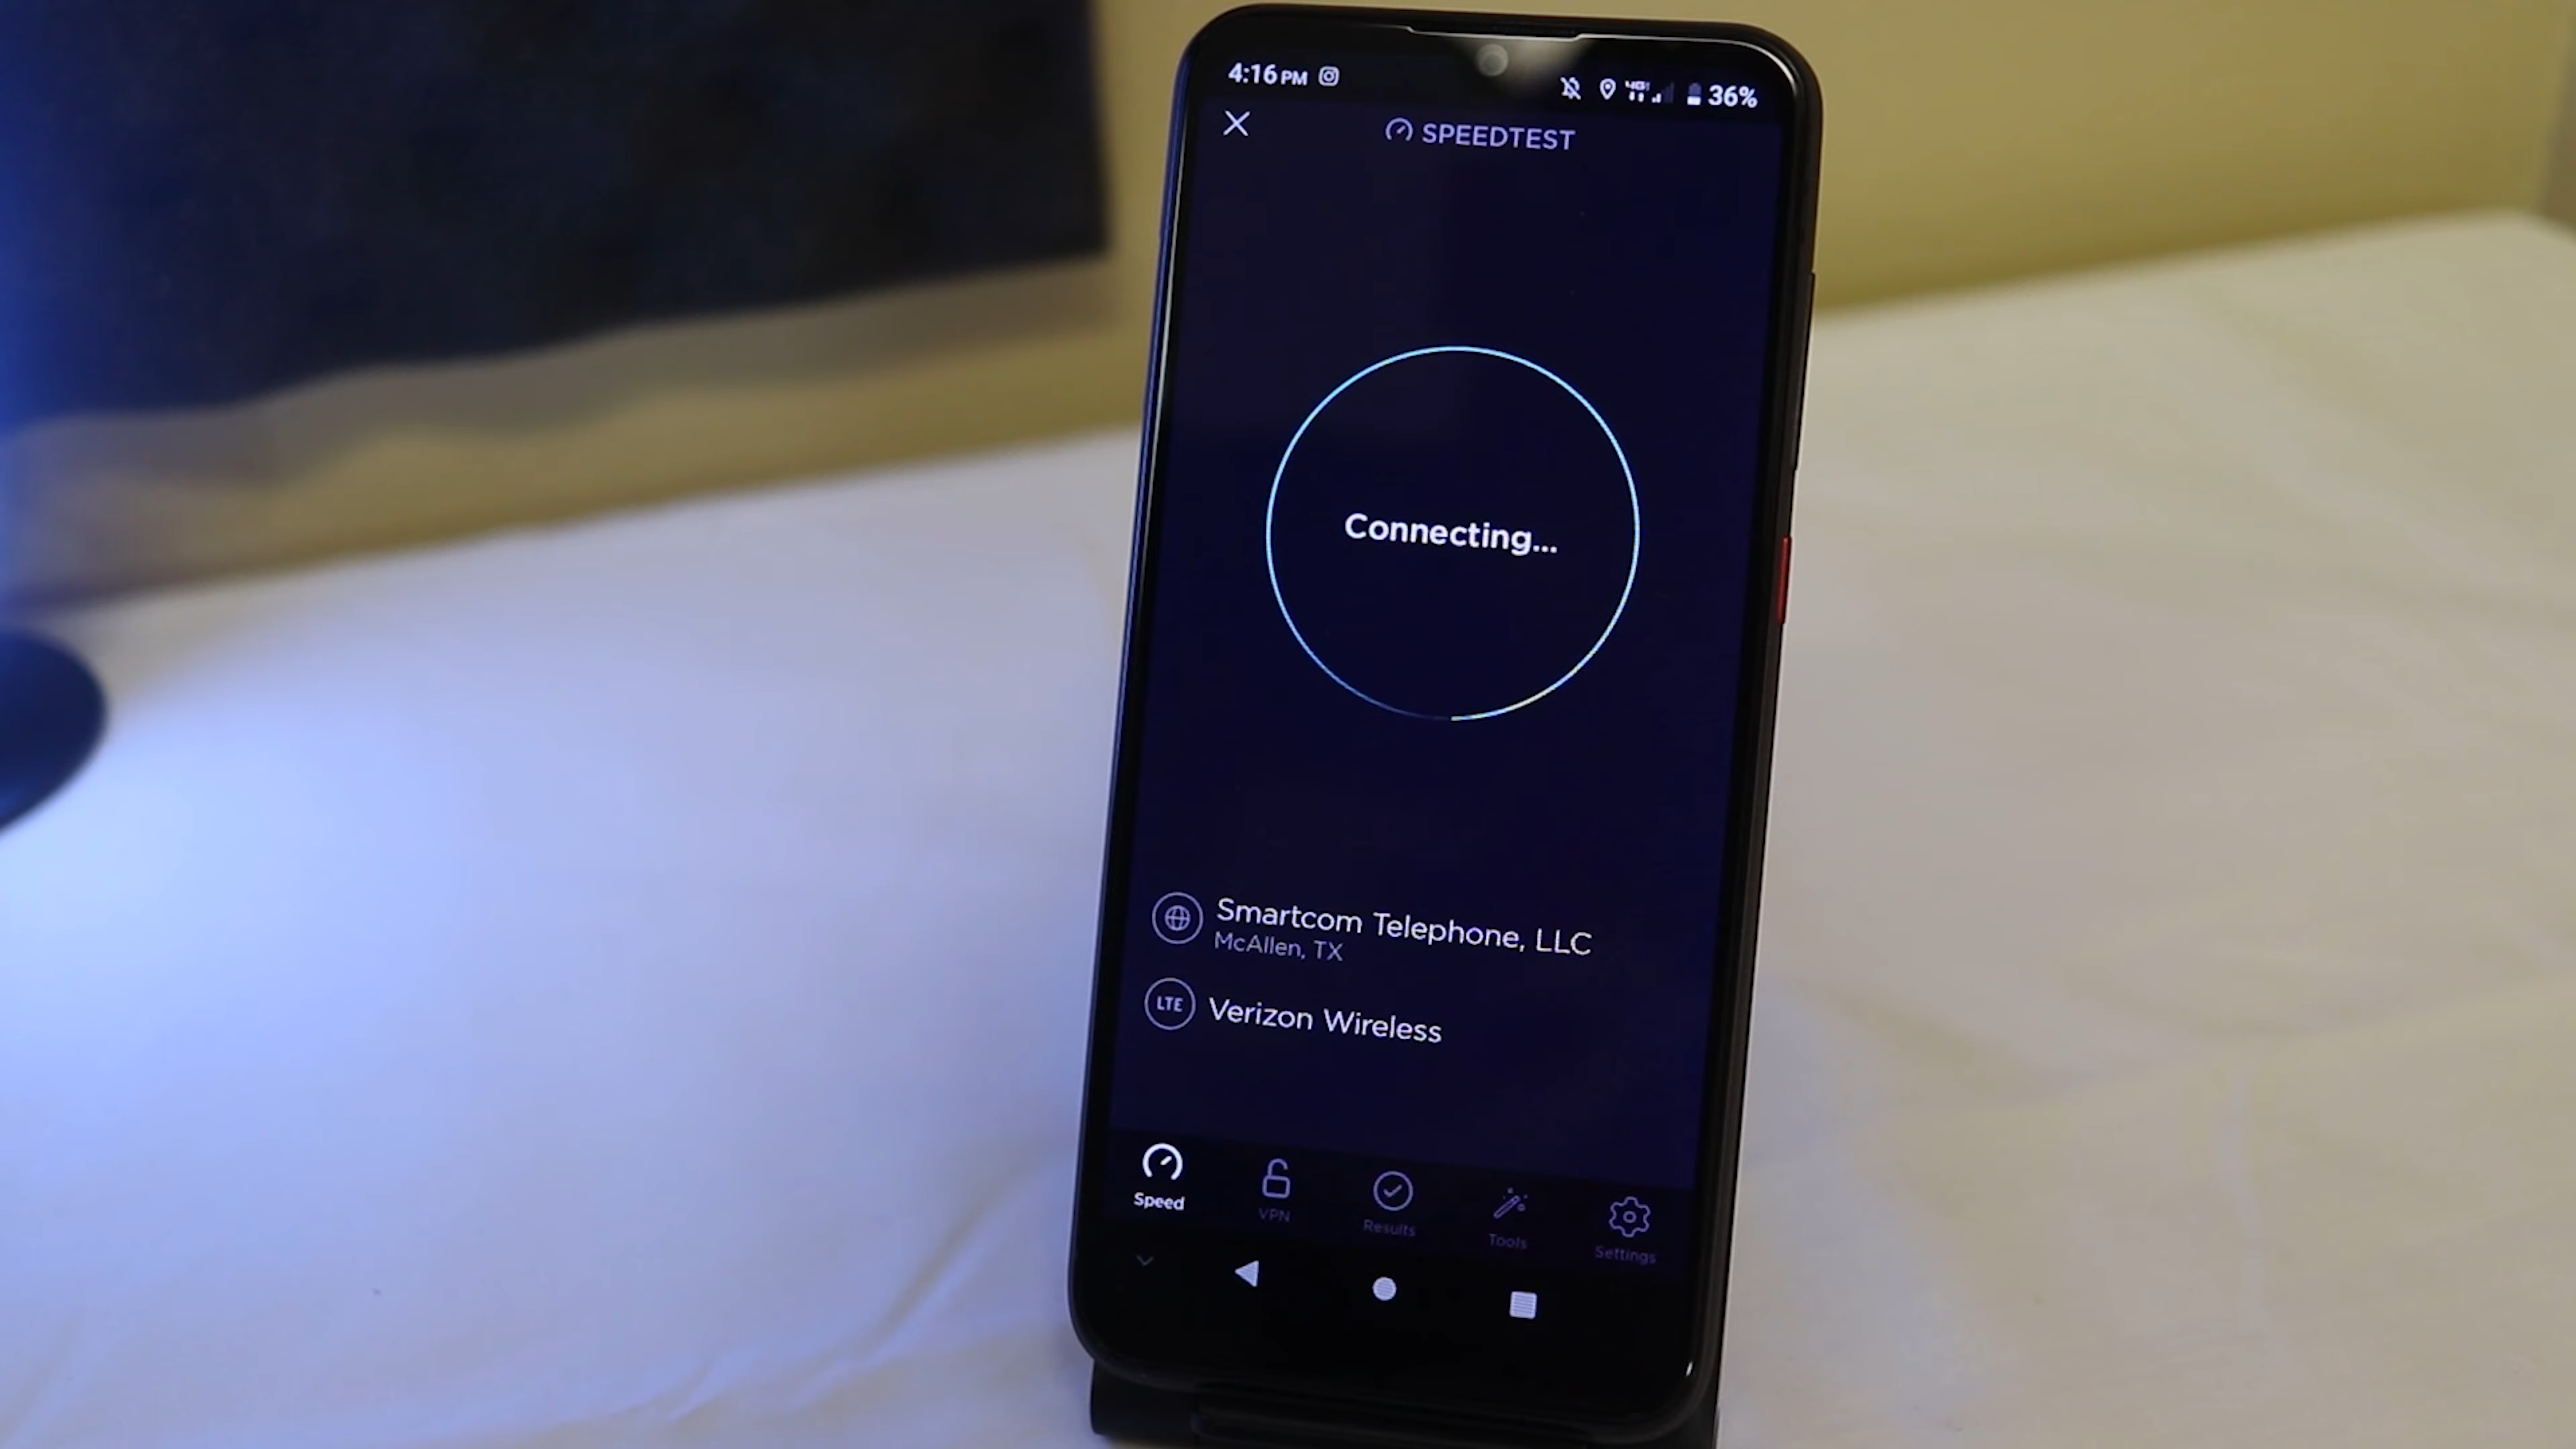 4:16 PM
36%
SPEEDTEST
Connecting...
Smartcom Telephone, LLC
McAllen, TX
LTE Verizon Wireless
Speed
VPN
Results
Tools
Settings